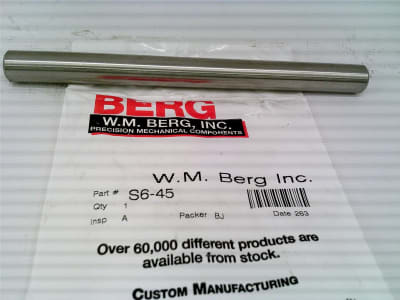 BERG
W.M. BERG, INC.
PRECISION MECHANICAL COMPONENTS
W.M. Berg Inc.
Part # S6-45
Qty 1
Insp A Packer BJ Date 263
Over 60,000 different products are
available from stock.
CUSTOM MANUFACTURING